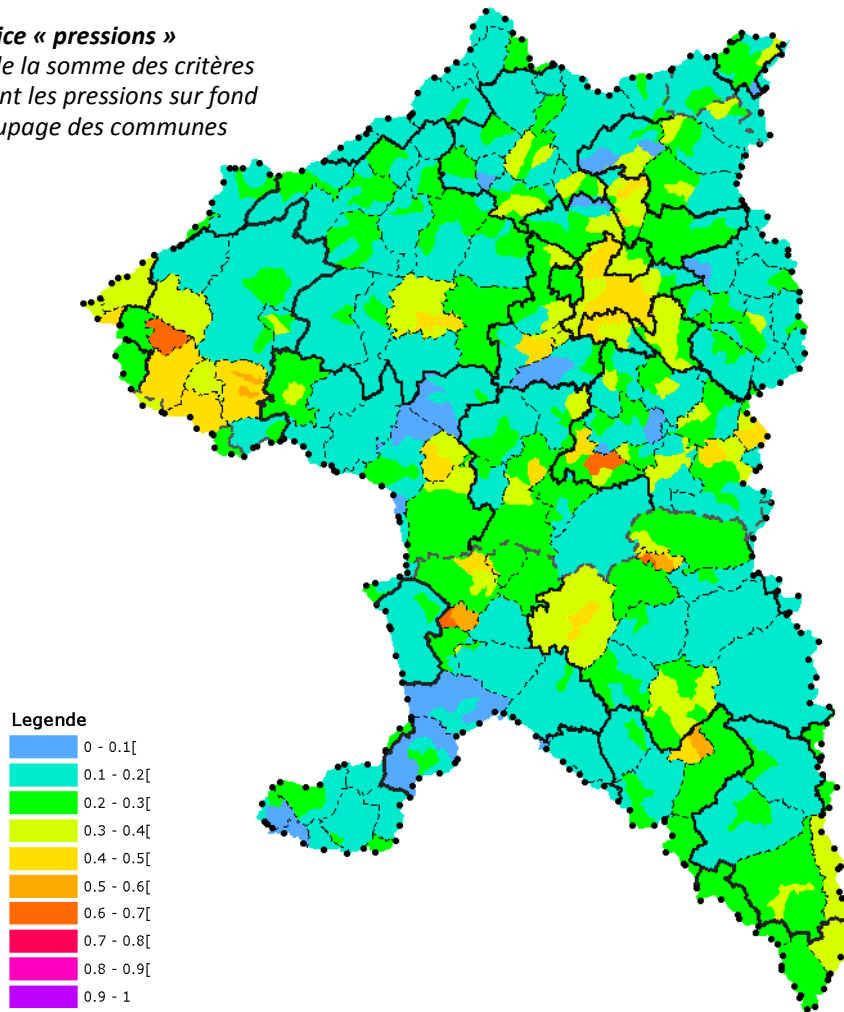 ice « pressions »
le la somme des critères
nt les pressions sur fond
upage des communes
Legende
0 - 0.1[
0.1 - 0.2[
0.2 - 0.3[
0.3 - 0.4[
0.4 - 0.5[
0.5 - 0.6[
0.6 - 0.7[
0.7 - 0.8[
0.8 - 0.9[
0.9 - 1